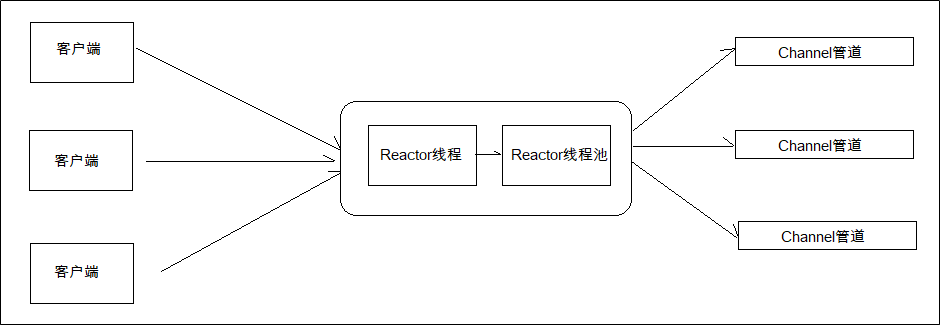 客户端
客户端
客户端
Reactor线程
Reactor线程池
Channel管道
Channel管道
Channel管道